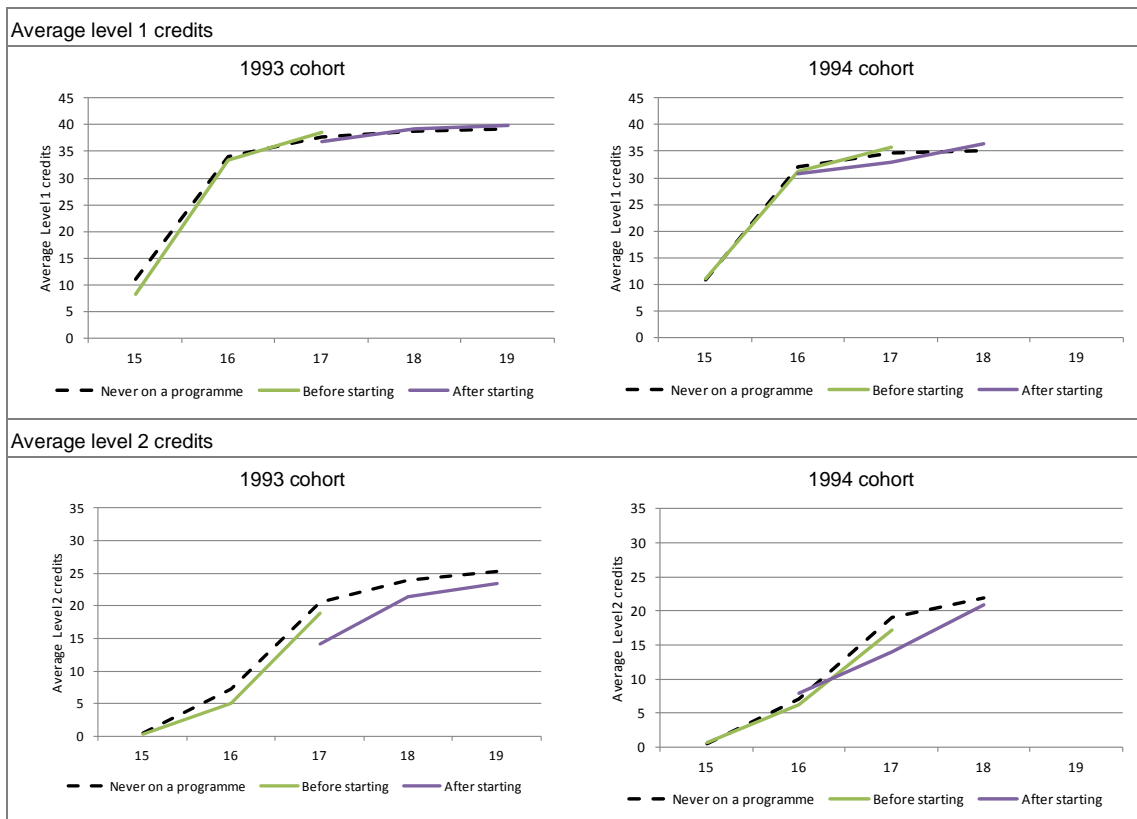 Average level 1 credits
1993 cohort
Average Level 1 credits
45
40
35
30
25
20
15
10
5
0
15 16 17 18 19
Never on a programme Before starting After starting
1994 cohort
Average Level 1 credits
45
40
35
30
25
20
15
10
5
0
15 16 17 18 19
Never on a programme Before starting After starting
Average level 2 credits
1993 cohort
Average Level 2 credits
35
30
25
20
15
10
5
0
15 16 17 18 19
Never on a programme Before starting After starting
1994 cohort
Average Level2 credits
35
30
25
20
15
10
5
0
15 16 17 18 19
Never on a programme Before starting After starting